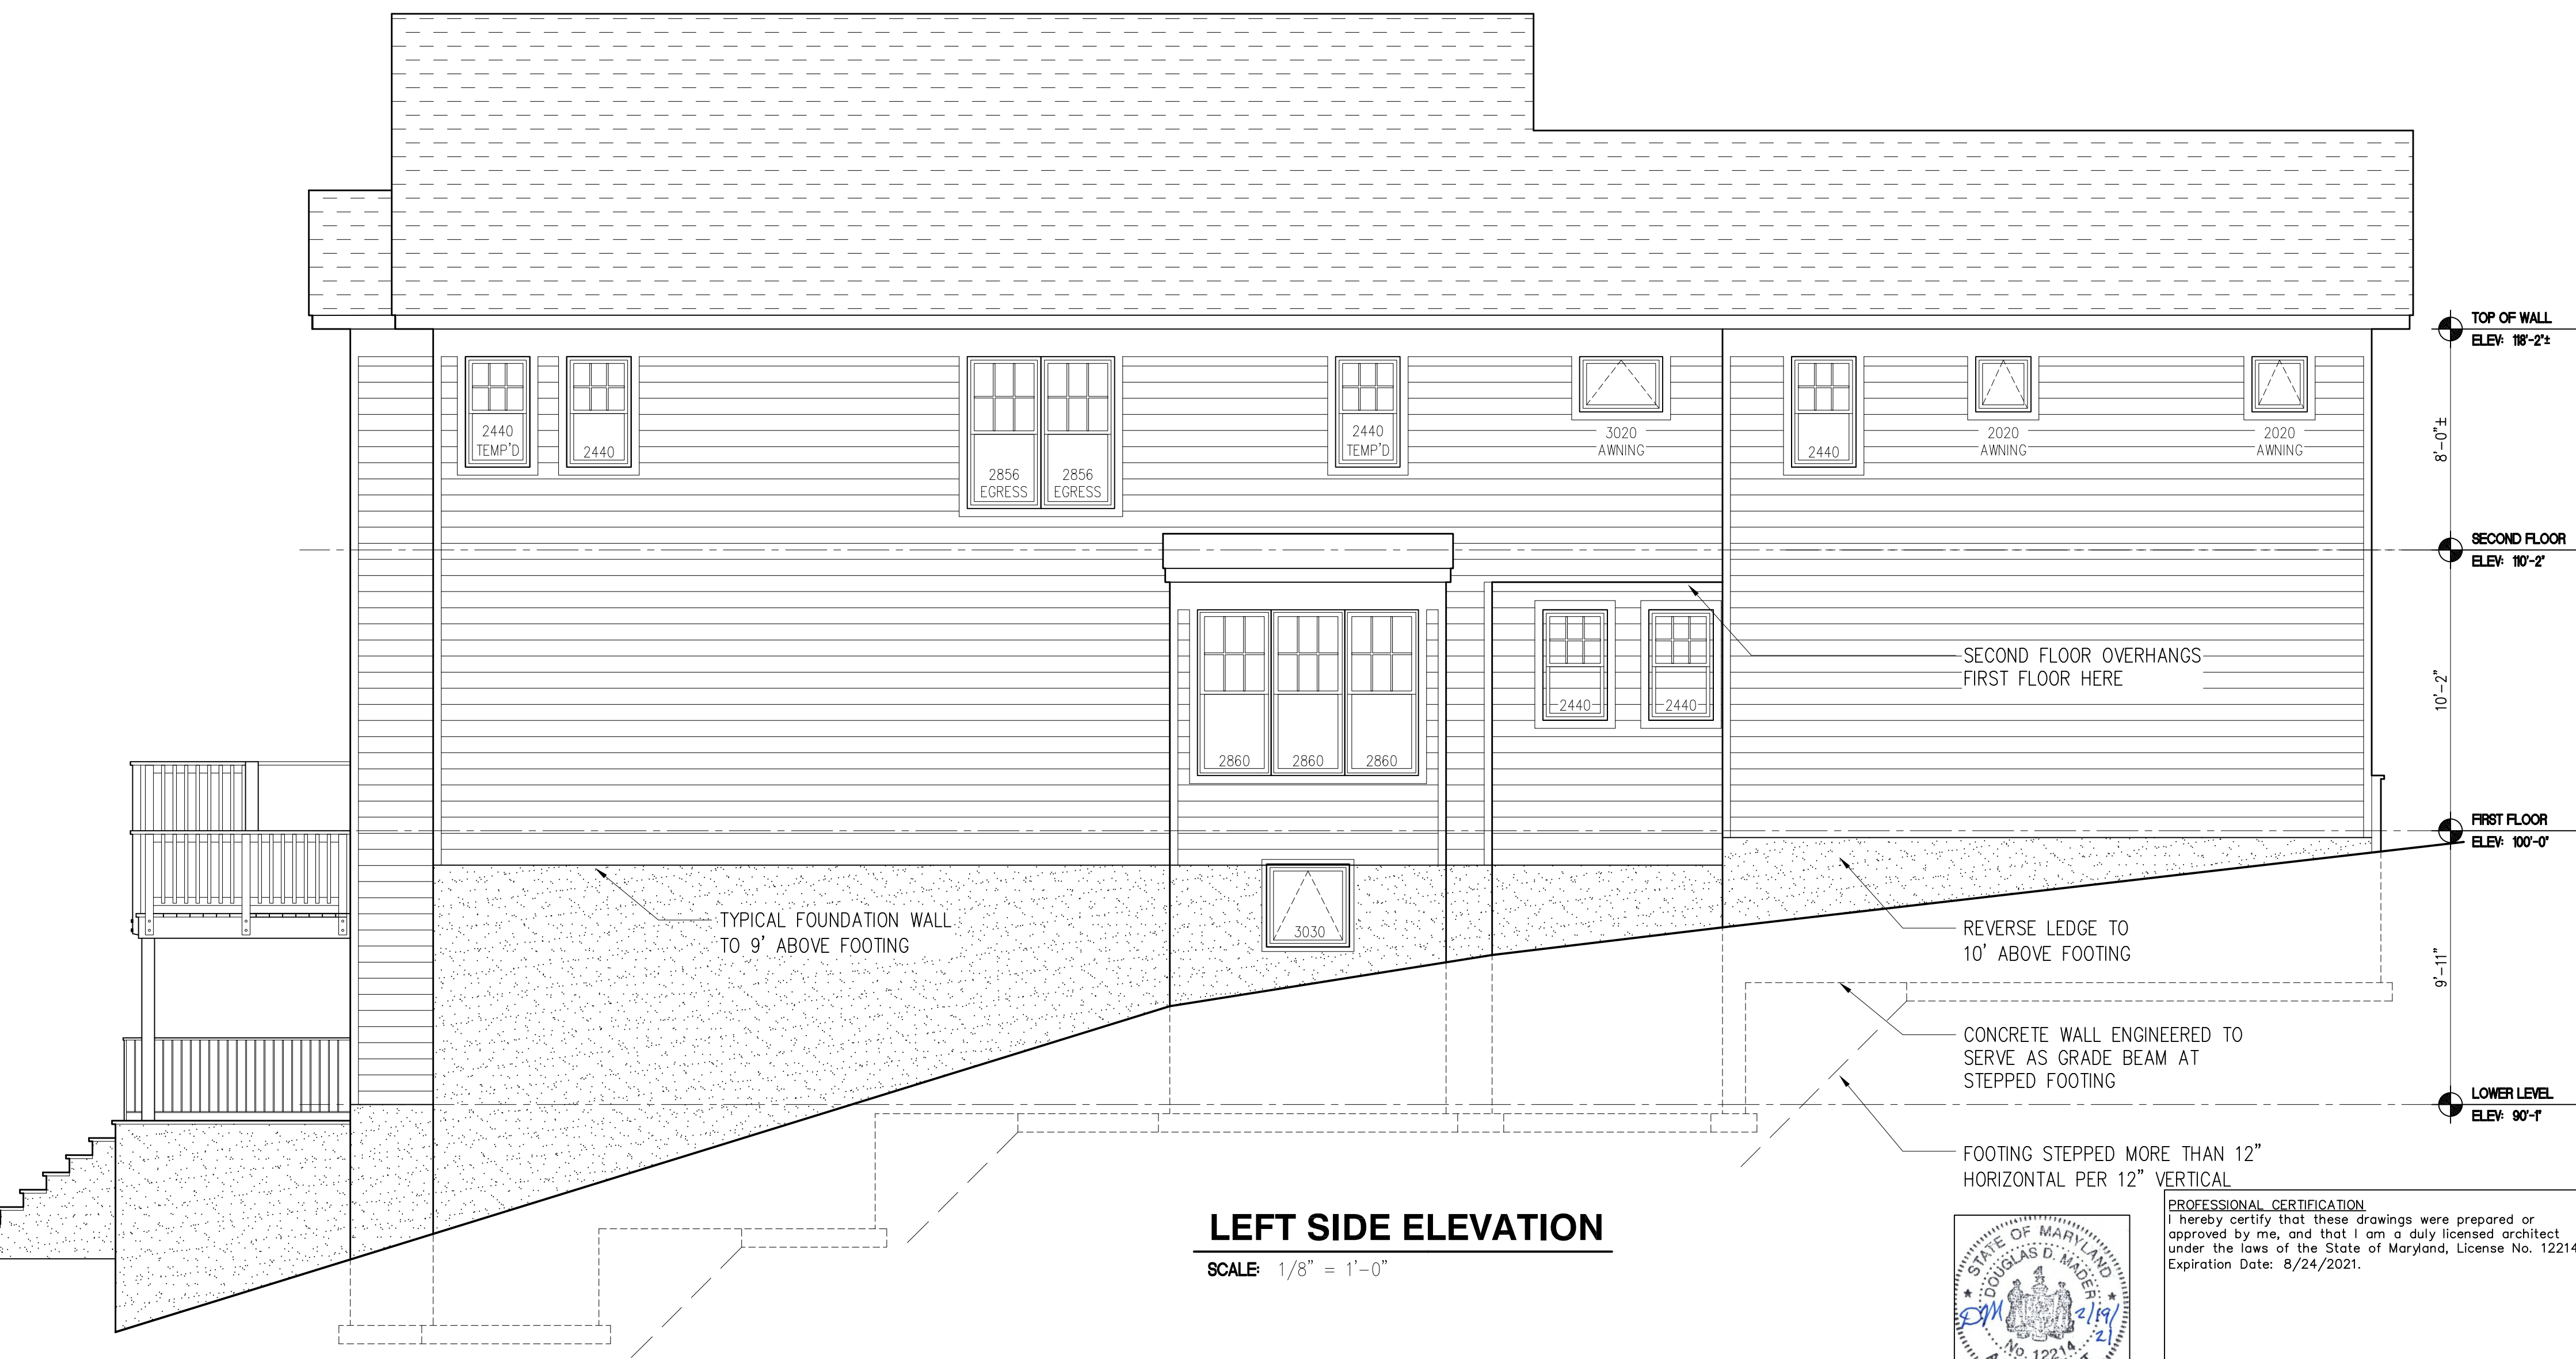 TOP OF WALL
ELEV: 118'-2"±
8'-0"±
2440
TEMP'D
2440
2856
EGRESS
2856
EGRESS
2440
TEMP'D
3020
AWNING
2440
2020
AWNING
2020
AWNING
SECOND FLOOR
ELEV: 110'-2"
10'-2"
SECOND FLOOR OVERHANGS
FIRST FLOOR HERE
2860
2860
2860
2440
2440
FIRST FLOOR
ELEV: 100'-0"
9'-11"
TYPICAL FOUNDATION WALL
TO 9' ABOVE FOOTING
3030
REVERSE LEDGE TO
10' ABOVE FOOTING
CONCRETE WALL ENGINEERED TO
SERVE AS GRADE BEAM AT
STEPPED FOOTING
LOWER LEVEL
ELEV: 90'-1"
FOOTING STEPPED MORE THAN 12"
HORIZONTAL PER 12" VERTICAL
LEFT SIDE ELEVATION
SCALE: 1/8" = 1'-0"
STATE OF MARYLAND
DOUGLAS D. MADER
DM 2/19/21
No. 12214
PROFESSIONAL CERTIFICATION
I hereby certify that these drawings were prepared or
approved by me, and that I am a duly licensed architect
under the laws of the State of Maryland, License No. 12214
Expiration Date: 8/24/2021.